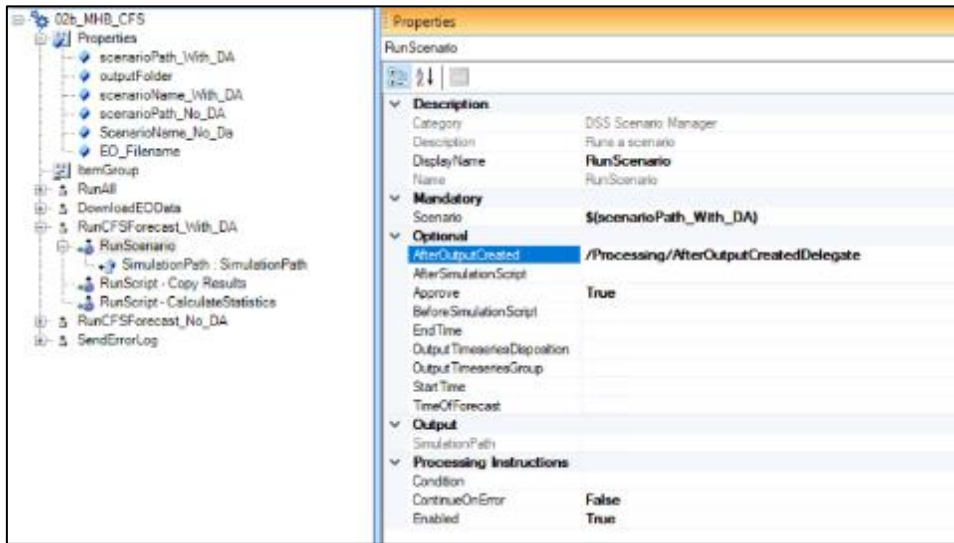 02b_MHB_CFS
Properties
scenarioPath_With_DA
outputFolder
scenarioName_With_DA
scenarioPath_No_DA
ScenarioName_No_Da
EO_Filename
ItemGroup
RunAll
DownloadEOData
RunCFSForecast_With_DA
RunScenario
SimulationPath : SimulationPath
RunScript - Copy Results
RunScript - CalculateStatistics
RunCFSForecast_No_DA
SendErrorLog
Properties
RunScenario
Description
Category DSS Scenario Manager
Description Runs a scenario
DisplayName RunScenario
Name RunScenario
Mandatory
Scenario $(scenarioPath_With_DA)
Optional
AfterOutputCreated /Processing/AfterOutputCreatedDelegate
AfterSimulationScript
Approve True
BeforeSimulationScript
EndTime
OutputTimeseriesDisposition
OutputTimeseriesGroup
StartTime
TimeOfForecast
Output
SimulationPath
Processing Instructions
Condition
ContinueOnError False
Enabled True